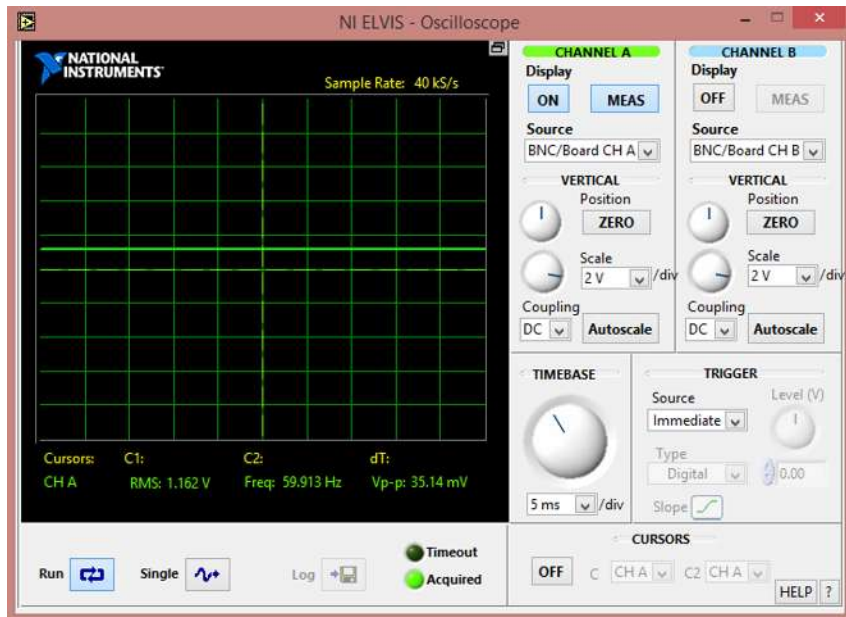 NI ELVIS - Oscilloscope
NATIONAL
INSTRUMENTS
Sample Rate: 40 kS/s
Cursors: C1: C2: dT:
CH A RMS: 1.162 V Freq: 59.913 Hz Vp-p: 35.14 mV
Run Single Log
Timeout
Acquired
CHANNEL A
Display
ON MEAS
Source
BNC/Board CH A
VERTICAL
Position
ZERO
Scale
2 V /div
Coupling
DC Autoscale
CHANNEL B
Display
OFF MEAS
Source
BNC/Board CH B
VERTICAL
Position
ZERO
Scale
2 V /div
Coupling
DC Autoscale
TIMEBASE
5 ms /div
TRIGGER
Source Level (V)
Immediate
Type
Digital 0.00
Slope
CURSORS
OFF C CH A C2 CH A
HELP ?